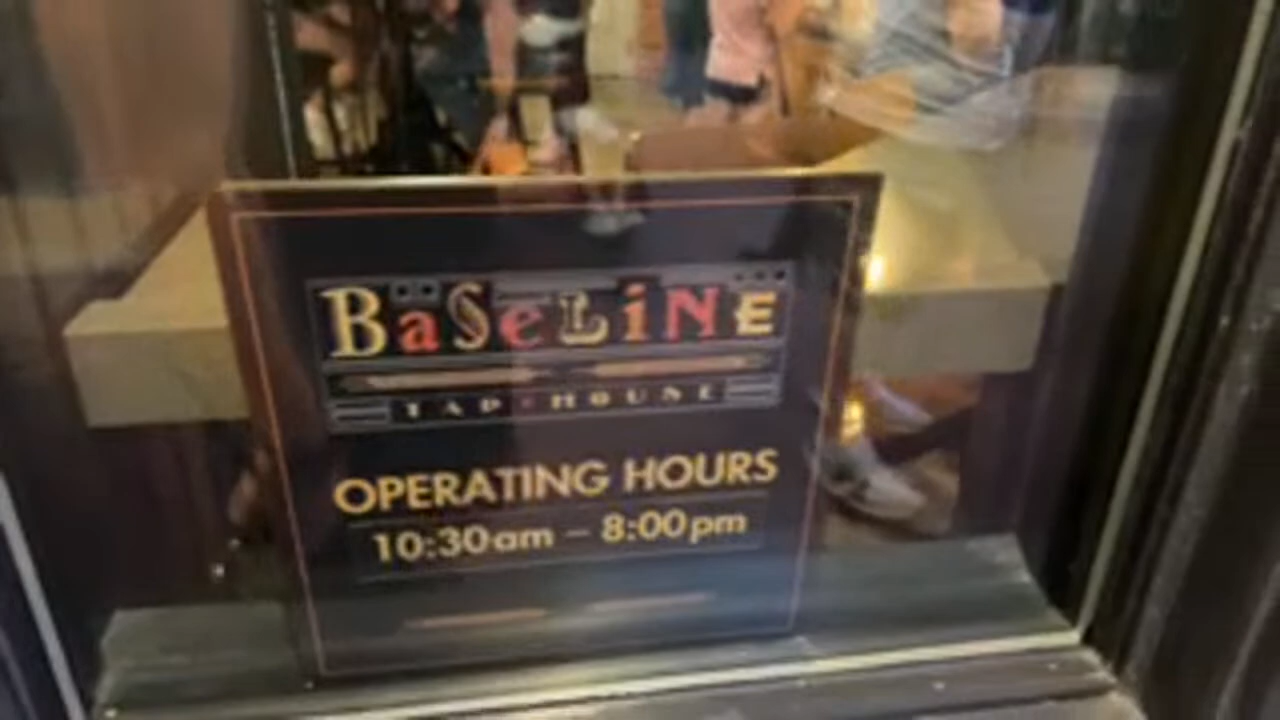 BaSeLiNE
TAP•HOUSE
OPERATING HOURS
10:30am – 8:00pm